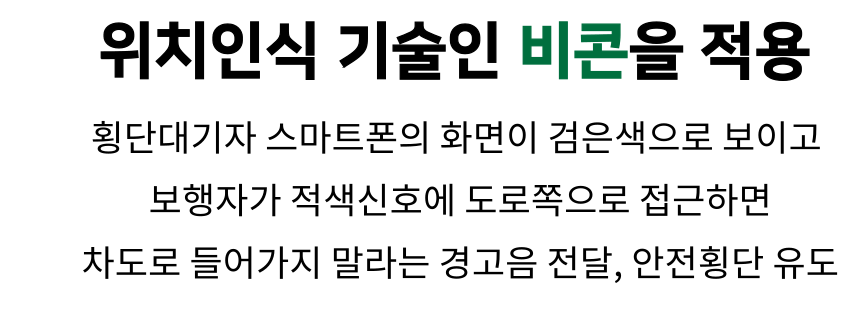 위치인식 기술인 비콘을 적용
횡단대기자 스마트폰의 화면이 검은색으로 보이고
보행자가 적색신호에 도로쪽으로 접근하면
차도로 들어가지 말라는 경고음 전달, 안전횡단 유도